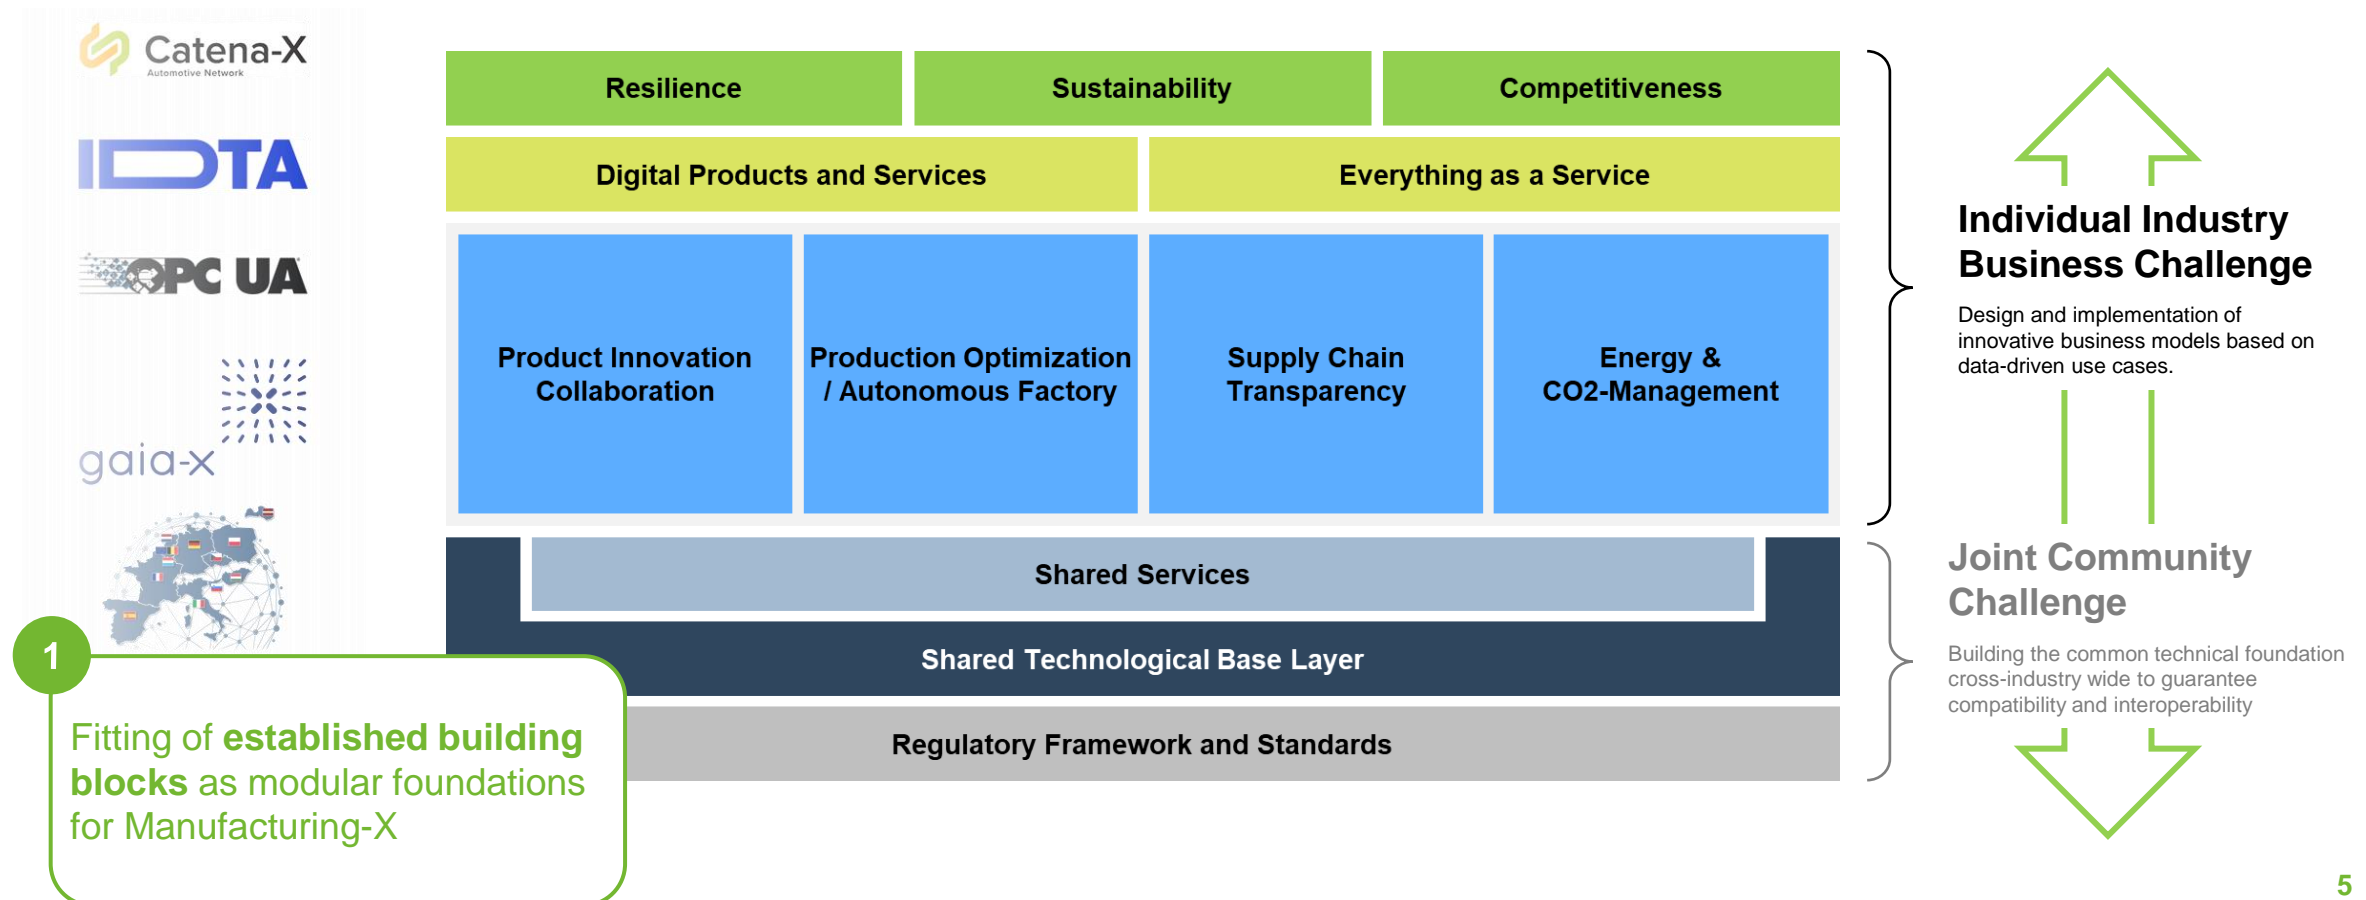 Catena-X
Automotive Network
IDTA
OPC UA
gaia-x
1
Fitting of established building
blocks as modular foundations
for Manufacturing-X
Resilience
Sustainability
Competitiveness
Digital Products and Services
Everything as a Service
Product Innovation
Collaboration
Production Optimization
/ Autonomous Factory
Supply Chain
Transparency
Energy &
CO2-Management
Shared Services
Shared Technological Base Layer
Regulatory Framework and Standards
Individual Industry
Business Challenge
Design and implementation of
innovative business models based on
data-driven use cases.
Joint Community
Challenge
Building the common technical foundation
cross-industry wide to guarantee
compatibility and interoperability
5